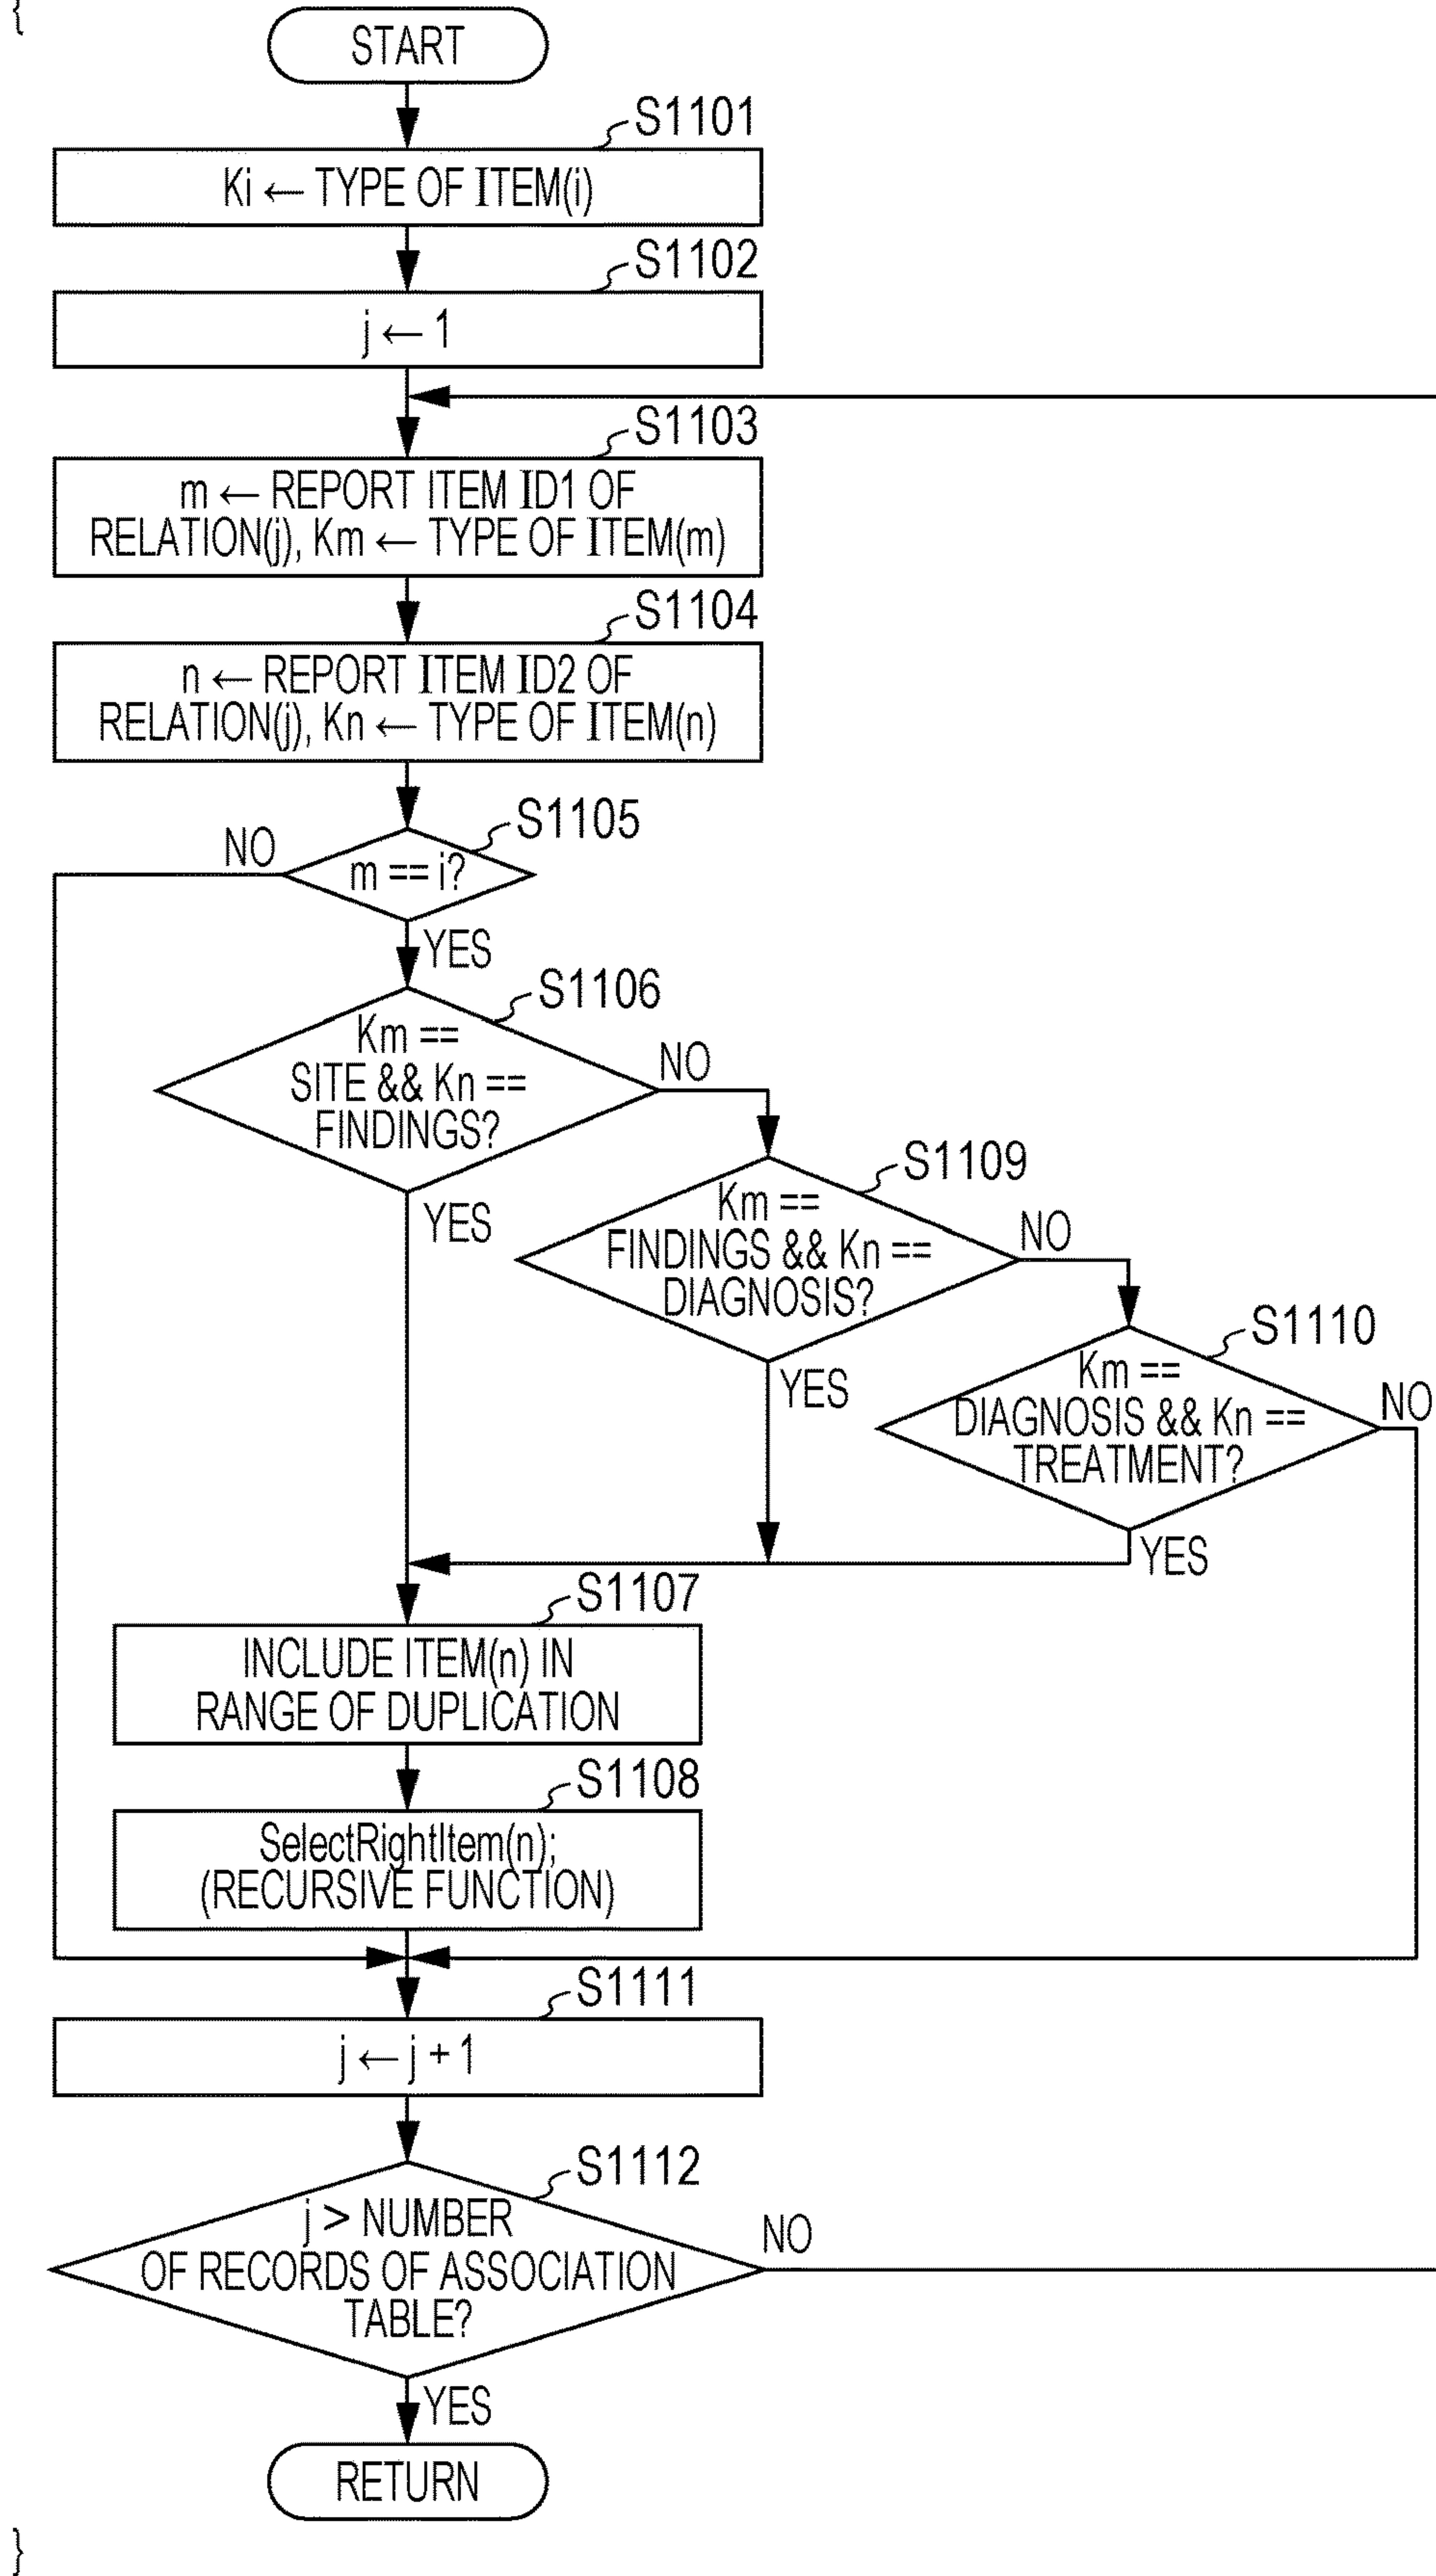 {
START
S1101
Ki ← TYPE OF ITEM(i)
S1102
j ← 1
S1103
m ← REPORT ITEM ID1 OF
RELATION(j), Km ← TYPE OF ITEM(m)
S1104
n ← REPORT ITEM ID2 OF
RELATION(j), Kn ← TYPE OF ITEM(n)
S1105
NO
m == i?
YES
S1106
Km ==
SITE && Kn ==
FINDINGS?
NO
YES
S1109
Km ==
FINDINGS && Kn ==
DIAGNOSIS?
NO
YES
S1110
Km ==
DIAGNOSIS && Kn ==
TREATMENT?
NO
YES
S1107
INCLUDE ITEM(n) IN
RANGE OF DUPLICATION
S1108
SelectRightItem(n);
(RECURSIVE FUNCTION)
S1111
j ← j + 1
S1112
j > NUMBER
OF RECORDS OF ASSOCIATION
TABLE?
NO
YES
RETURN
}